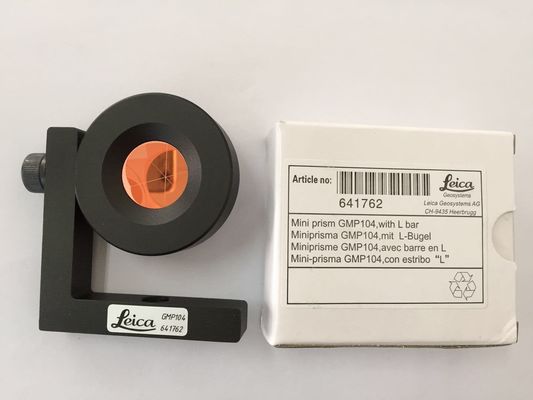 Leica
GMP104
641762
Article no:
641762
Leica
Geosystems
Leica Geosystems AG
CH-9435 Heerbrugg
Mini prism GMP104,with L bar
Miniprisma GMP104,mit L-Bugel
Miniprisme GMP104,avec barre en L
Mini-prisma GMP104,con estribo “L”